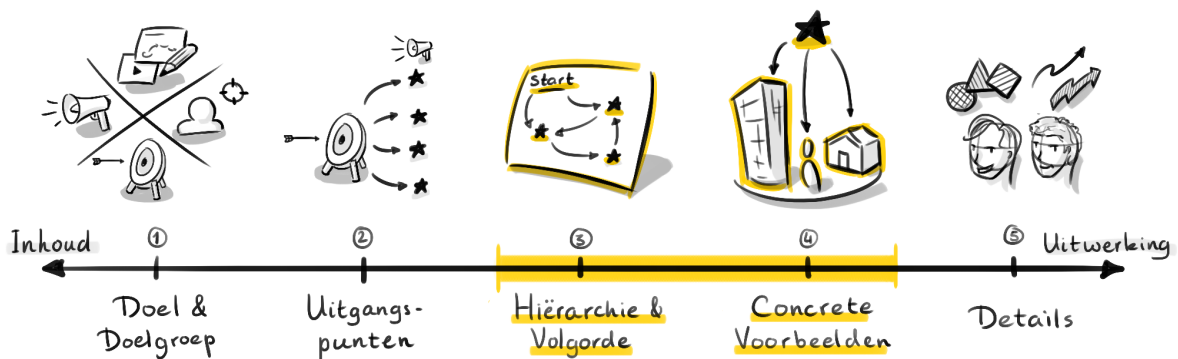 start
Inhoud
①
②
③
④
⑤
Uitwerking
Doel &
Doelgroep
Uitgangs-
punten
Hiërarchie &
Volgorde
Concrete
Voorbeelden
Details